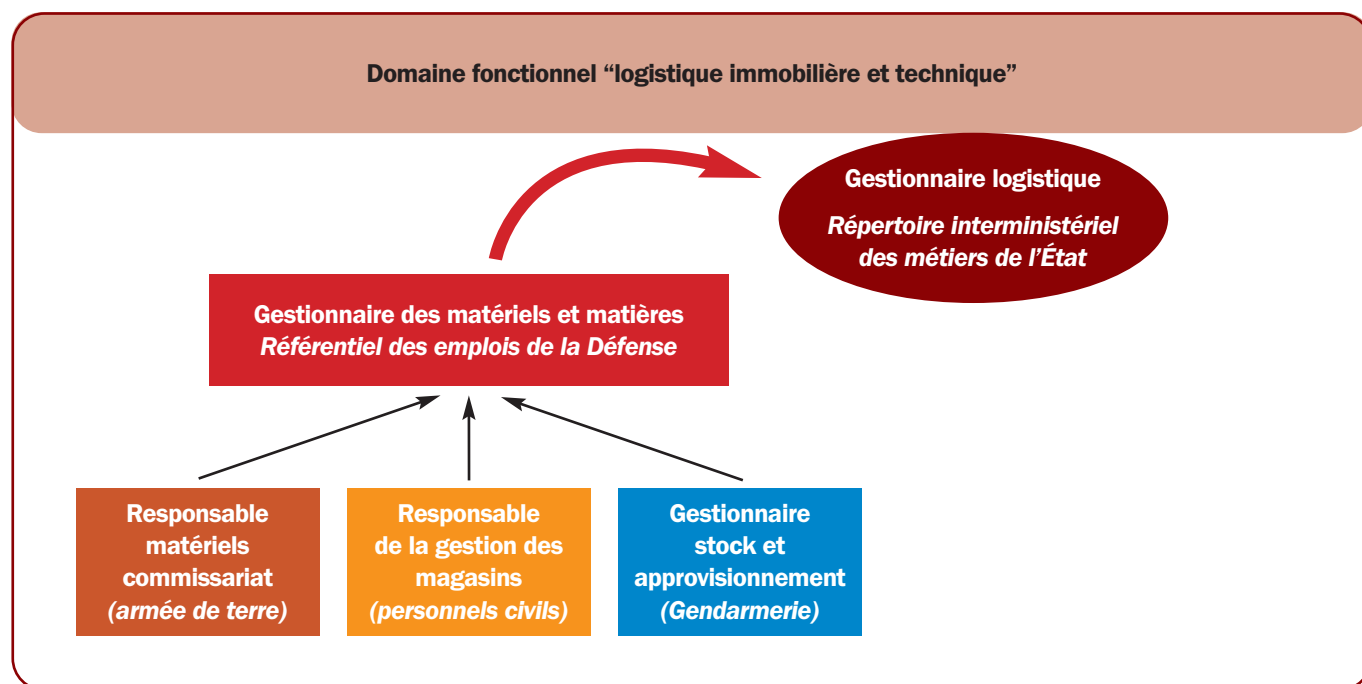 Domaine fonctionnel “logistique immobilière et technique”
Gestionnaire logistique
Répertoire interministériel
des métiers de l’État
Gestionnaire des matériels et matières
Référentiel des emplois de la Défense
Responsable
matériels
commissariat
(armée de terre)
Responsable
de la gestion des
magasins
(personnels civils)
Gestionnaire
stock et
approvisionnement
(Gendarmerie)